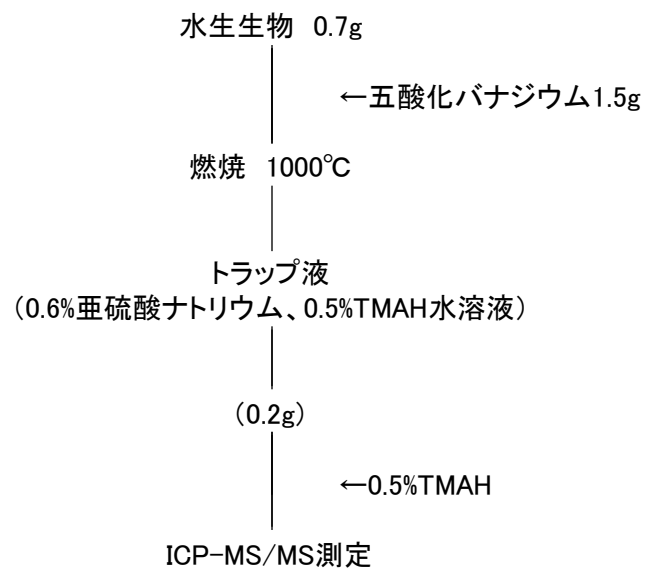 水生生物 0.7g
←五酸化バナジウム1.5g
燃焼 1000℃
トラップ液
（0.6%亜硫酸ナトリウム、0.5%TMAH水溶液）
（0.2g）
←0.5%TMAH
ICP-MS/MS測定